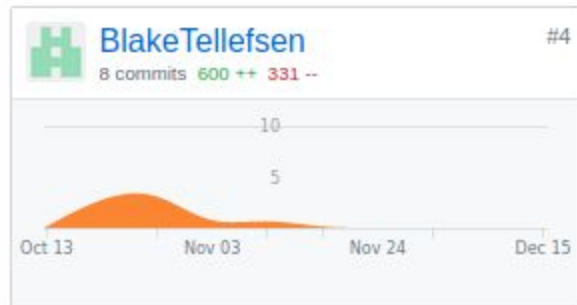 BlakeTellefsen
#4
8 commits 600 ++ 331 --
10
5
Oct 13 Nov 03 Nov 24 Dec 15